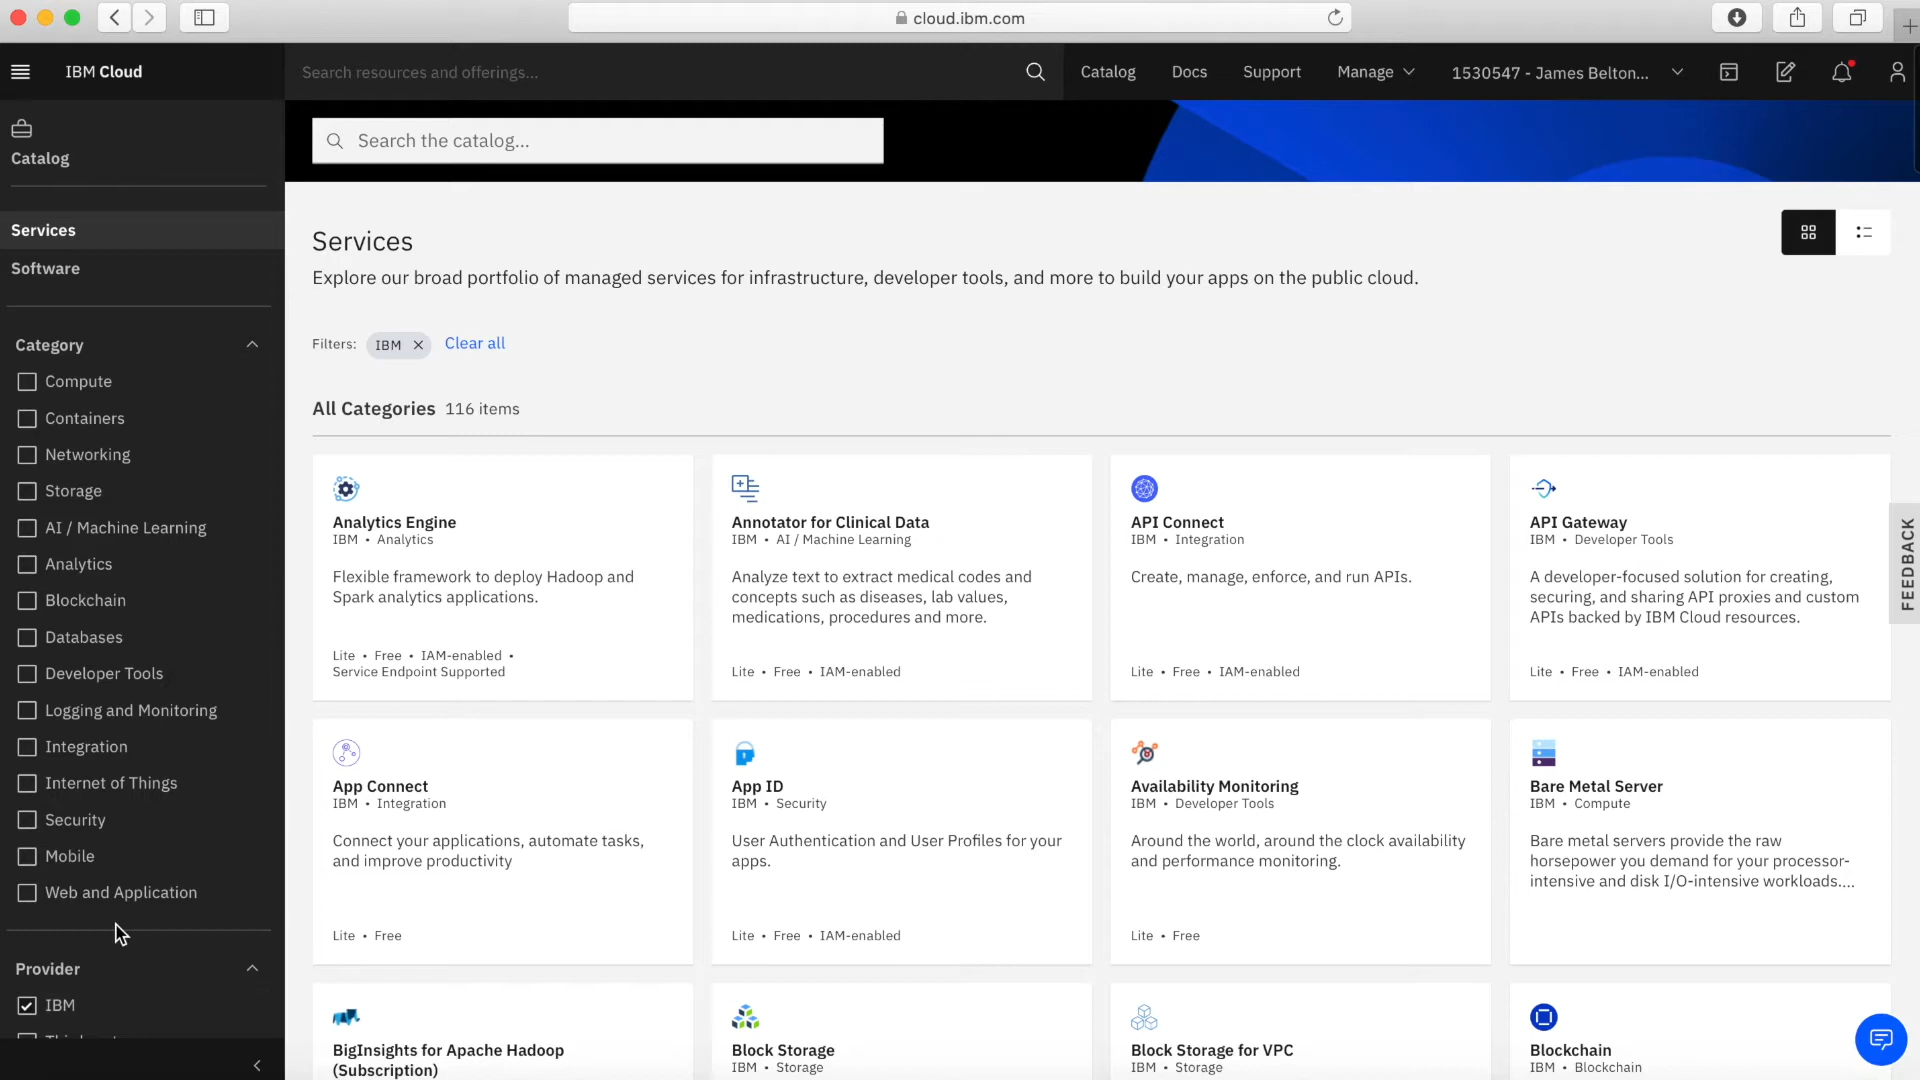 cloud.ibm.com
IBM Cloud
Search resources and offerings...
Catalog
Docs
Support
Manage
1530547 - James Belton...
Catalog
Services
Software
Category
Compute
Containers
Networking
Storage
AI / Machine Learning
Analytics
Blockchain
Databases
Developer Tools
Logging and Monitoring
Integration
Internet of Things
Security
Mobile
Web and Application
Provider
IBM
Search the catalog...
Services
Explore our broad portfolio of managed services for infrastructure, developer tools, and more to build your apps on the public cloud.
Filters: IBM Clear all
All Categories 116 items
Analytics Engine
IBM • Analytics
Flexible framework to deploy Hadoop and
Spark analytics applications.
Lite • Free • IAM-enabled •
Service Endpoint Supported
Annotator for Clinical Data
IBM • AI / Machine Learning
Analyze text to extract medical codes and
concepts such as diseases, lab values,
medications, procedures and more.
Lite • Free • IAM-enabled
API Connect
IBM • Integration
Create, manage, enforce, and run APIs.
Lite • Free • IAM-enabled
API Gateway
IBM • Developer Tools
A developer-focused solution for creating,
securing, and sharing API proxies and custom
APIs backed by IBM Cloud resources.
Lite • Free • IAM-enabled
App Connect
IBM • Integration
Connect your applications, automate tasks,
and improve productivity
Lite • Free
App ID
IBM • Security
User Authentication and User Profiles for your
apps.
Lite • Free • IAM-enabled
Availability Monitoring
IBM • Developer Tools
Around the world, around the clock availability
and performance monitoring.
Lite • Free
Bare Metal Server
IBM • Compute
Bare metal servers provide the raw
horsepower you demand for your processor-
intensive and disk I/O-intensive workloads....
BigInsights for Apache Hadoop
(Subscription)
Block Storage
IBM • Storage
Block Storage for VPC
IBM • Storage
Blockchain
IBM • Blockchain
FEEDBACK